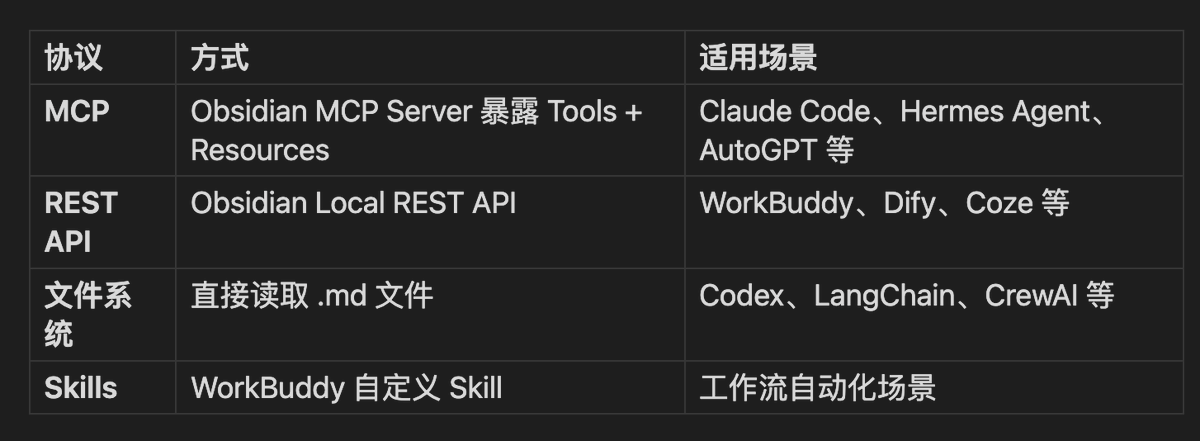 协议 方式 适用场景
MCP Obsidian MCP Server 暴露 Tools + Claude Code、Hermes Agent、
Resources AutoGPT 等
REST Obsidian Local REST API WorkBuddy、Dify、Coze 等
API
文件系 直接读取 .md 文件 Codex、LangChain、CrewAI 等
统
Skills WorkBuddy 自定义 Skill 工作流自动化场景